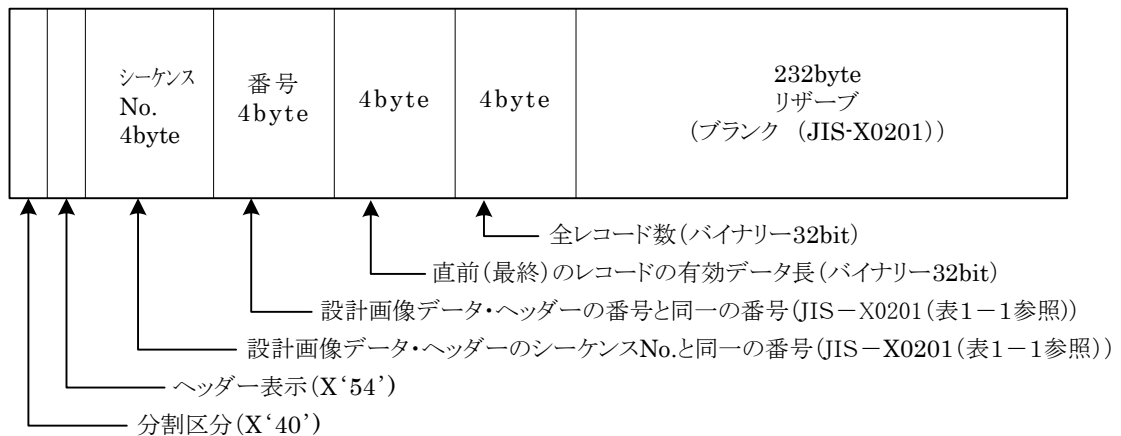 シーケンス
No.
4byte
番号
4byte
4byte
4byte
232byte
リザーブ
(ブランク (JIS-X0201))
全レコード数(バイナリー32bit)
直前(最終)のレコードの有効データ長(バイナリー32bit)
設計画像データ・ヘッダーの番号と同一の番号(JIS－X0201(表1－1参照))
設計画像データ・ヘッダーのシーケンスNo.と同一の番号(JIS－X0201(表1－1参照))
ヘッダー表示(X‘54’)
分割区分(X‘40’)